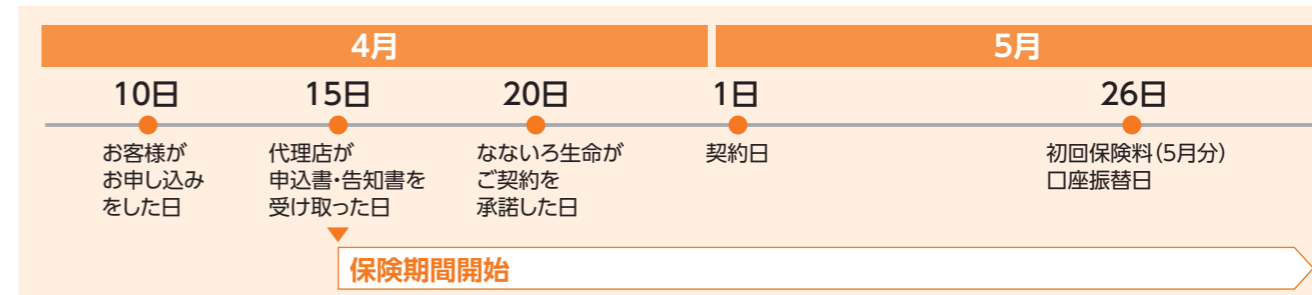 4月
5月
10日
15日
20日
1日
26日
お客様が
お申し込み
をした日
代理店が
申込書・告知書を
受け取った日
なないろ生命が
ご契約を
承諾した日
契約日
初回保険料(5月分)
口座振替日
保険期間開始